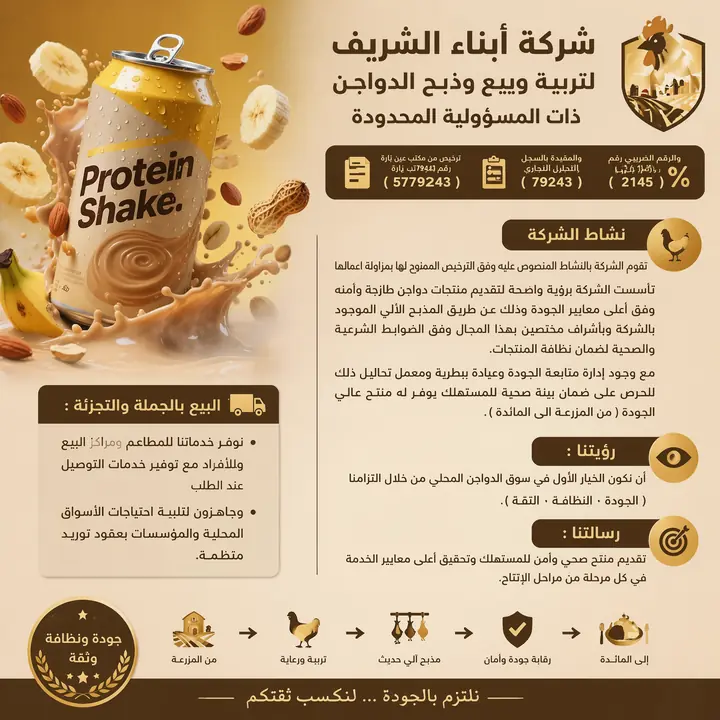 شركة أبناء الشريف
لتربية وبيع وذبح الدواجن
ذات المسؤولية المحدودة
والرقم الضريبي رقم
( 2145 )
%
والمقيدة بالسجل
التجاري
( 79243 )
ترخيص من مكتب عين زارة
( 5779243 )
Protein
Shake.
نشاط الشركة
تقوم الشركة بالنشاط المنصوص عليه وفق الترخيص الممنوح لها بمزاولة اعمالها
تأسست الشركة برؤية واضحة لتقديم منتجات دواجن طازجة وأمنه
وفق أعلى معايير الجودة وذلك عن طريق المذبح الألي الموجود
بالشركة وبأشراف مختصين بهذا المجال وفق الضوابط الشرعية
والصحية لضمان نظافة المنتجات.
مع وجود إدارة متابعة الجودة وعيادة ببطرية ومعمل تحاليل ذلك
للحرص على ضمان بينة صحية للمستهلك يوفر له منتج عالي
الجودة ( من المزرعة الى المائدة ).
رؤيتنا :
أن نكون الخيار الأول في سوق الدواجن المحلي من خلال التزامنا
( الجودة ٠ النظافة ٠ الثقة ).
رسالتنا :
تقديم منتج صحي وأمن للمستهلك وتحقيق أعلى معايير الخدمة
في كل مرحلة من مراحل الإنتاج.
البيع بالجملة والتجزئة :
• نوفر خدماتنا للمطاعم ومراكز البيع
وللأفراد مع توفير خدمات التوصيل
عند الطلب
• وجاهزون لتلبية احتياجات الأسواق
المحلية والمؤسسات بعقود توريد
منظمة.
جودة ونظافة
وثقة
من المزرعة
تربية ورعاية
مذبح آلي حديث
رقابة جودة وأمان
إلى المائدة
نلتزم بالجودة ... لنكسب ثقتكم